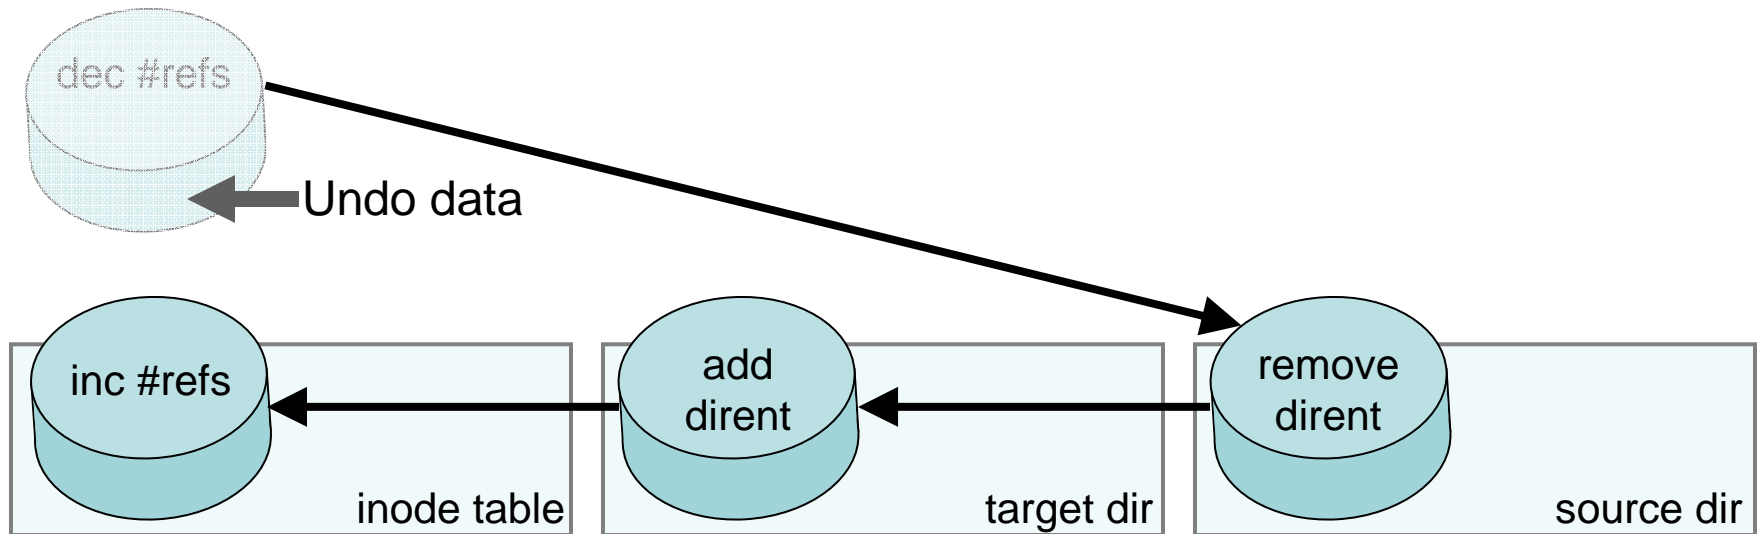 dec #refs
Undo data
inc #refs
add
dirent
remove
dirent
inode table
target dir
source dir